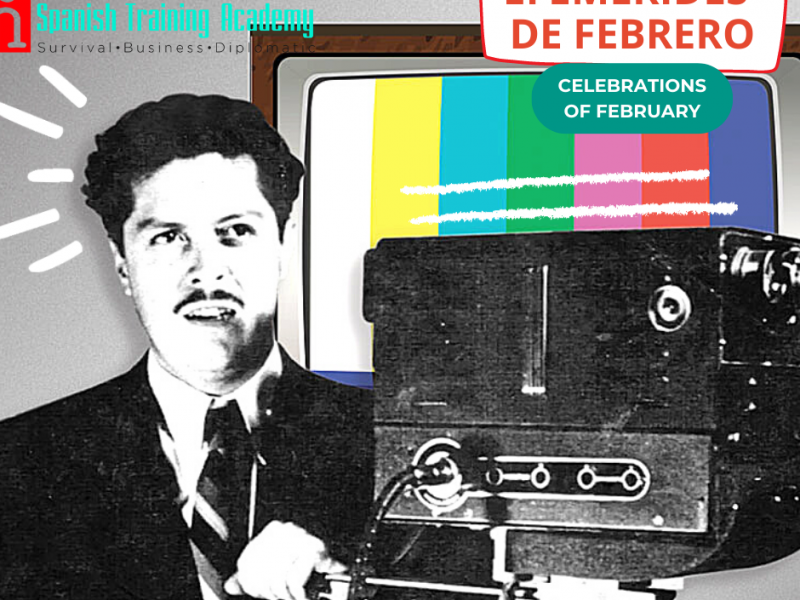 Spanish Training Academy
Survival•Business•Diplomatic
EFEMÉRIDES
DE FEBRERO
CELEBRATIONS
OF FEBRUARY